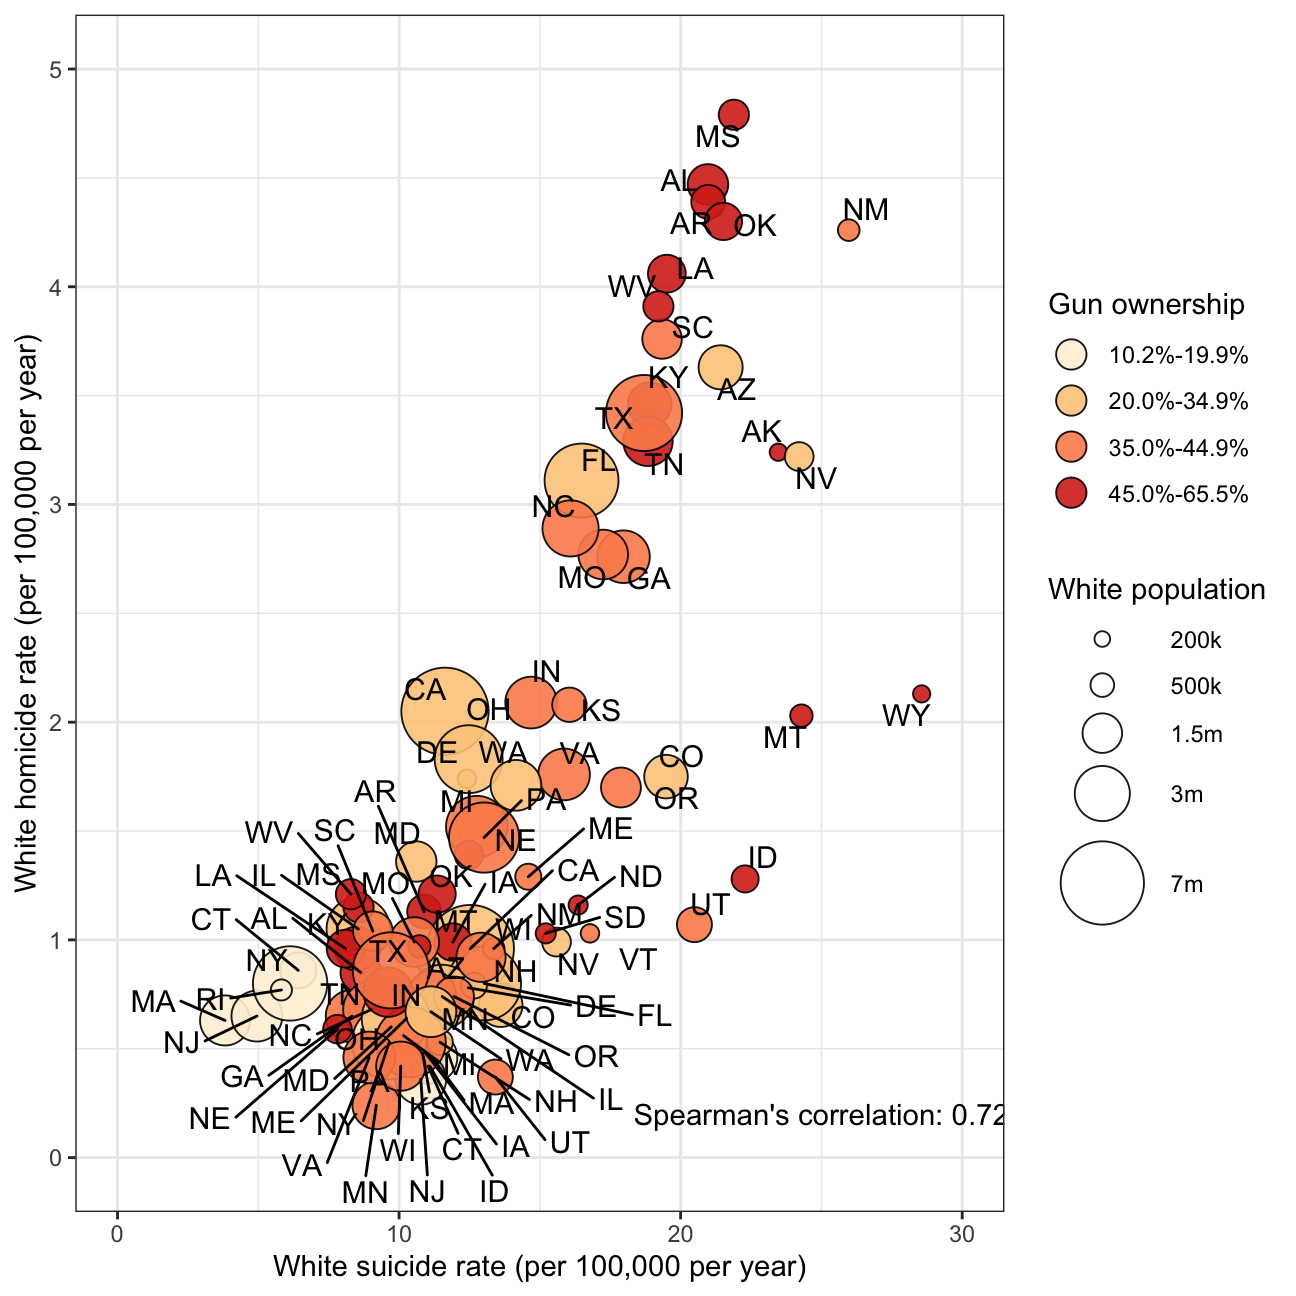 5
MS
AL
NM
AR
OK
4
LA
WV
SC
KY
AZ
TX
AK
TN
NV
FL
3
NC
MO
GA
IN
CA
OH
KS
2
WY
MT
DE
WA
VA
CO
AR
MI
PA
OR
WV
SC
MD
NE
ME
ID
LA
IL
MS
MO
OK
IA
CA
ND
UT
CT
AL
KY
MT
WI
NM
SD
1
NY
TX
AZ
NH
NV
VT
MA
RI
TN
IN
DE
FL
NJ
NC
OH
MN
CO
GA
MD
PA
MI
WA
OR
NE
ME
NY
KS
MA
NH
IL
Spearman's correlation: 0.72
VA
WI
CT
IA
UT
0
MN
NJ
ID
0
10
20
30
White suicide rate (per 100,000 per year)
White homicide rate (per 100,000 per year)
Gun ownership
10.2%-19.9%
20.0%-34.9%
35.0%-44.9%
45.0%-65.5%
White population
200k
500k
1.5m
3m
7m